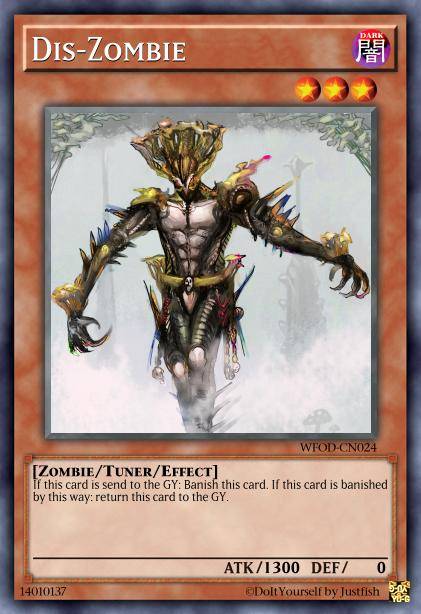 Dis-Zombie
DARK
闇
WFOD-CN024
[Zombie/Tuner/Effect]
If this card is send to the GY: Banish this card. If this card is banished
by this way: return this card to the GY.
ATK/1300 DEF/ 0
14010137 ©DoItYourself by Justfish